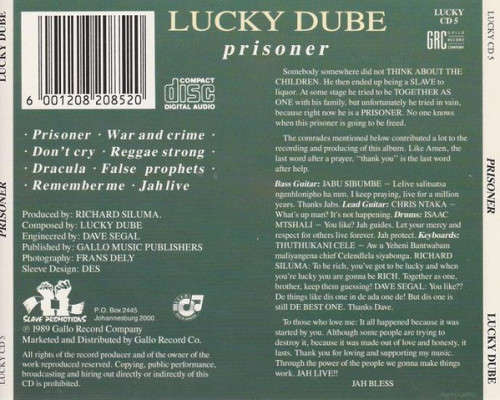 LUCKY DUBE
prisoner
LUCKY
CD 5
GRC GALLO
RECORD
COMPANY
6 001208 208520
COMPACT
disc
DIGITAL AUDIO
· Prisoner · War and crime ·
· Don't cry · Reggae strong ·
· Dracula · False prophets ·
· Remember me · Jah live ·
Produced by: RICHARD SILUMA.
Composed by: LUCKY DUBE
Engineered by: DAVE SEGAL
Published by: GALLO MUSIC PUBLISHERS
Photography: FRANS DELY
Sleeve Design: DES
SLAVE PROMOTIONS
P.O. Box 2445
Johannesburg 2000
℗ 1989 Gallo Record Company
Marketed and Distributed by Gallo Record Co.
All rights of the record producer and of the owner of the
work reproduced reserved. Copying, public performance,
broadcasting and hiring out directly or indirectly of this
CD is prohibited.
Somebody somewhere did not THINK ABOUT THE
CHILDREN. He then ended up being a SLAVE to
liquor. At some stage he tried to be TOGETHER AS
ONE with his family, but unfortunately he tried in vain,
because right now he is a PRISONER. No one knows
when this prisoner is going to be freed.
The comrades mentioned below contributed a lot to the
recording and producing of this album. Like Amen, the
last word after a prayer. "thank you" is the last word
after help.
Bass Guitar: JABU SIBUMBE – Lelive salitsutsa
ngenhlonhlo yamasi. I keep praying, live for a million
years. Thanks Jabs. Lead Guitar: CHRIS NTAKA –
What's up man? It's not happening. Drums: ISAAC
MTSHALI – You like? Jah guides. Let your mercy and
respect for others live forever. Jah protect. Keyboards:
THUTHUKANI CELE – Aw a Yeheni Bantwabam
maliyangena chief Celendlela siyabonga. RICHARD
SILUMA: To be rich, you've got to be lucky and when
you're lucky you are gonna be RICH. Together as one,
brother, keep them guessing! DAVE SEGAL: You like??
De things like dis one in de ada one de! But dis one is
still DE BEST ONE. Thanks Dave.
To those who love me: It all happened because it was
started by you. Although some people are trying to
destroy it, because it was made out of love and honesty, it
lasts. Thank you for loving and supporting my music.
Through the power of the people we gonna make things
work. JAH LIVE!!
JAH BLESS
LUCKY DUBE
PRISONER
LUCKY CD 5
LUCKY CD 5
PRISONER
LUCKY DUBE